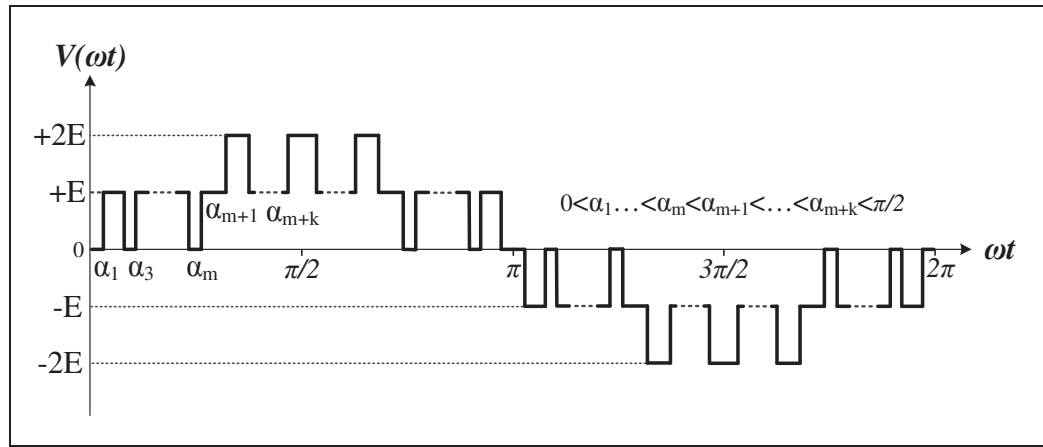 V(ωt)
+2E
+E
αm+1 αm+k
0<α1…<αm<αm+1<…<αm+k<π/2
0
α1 α3 αm π/2 π 3π/2 2π ωt
-E
-2E